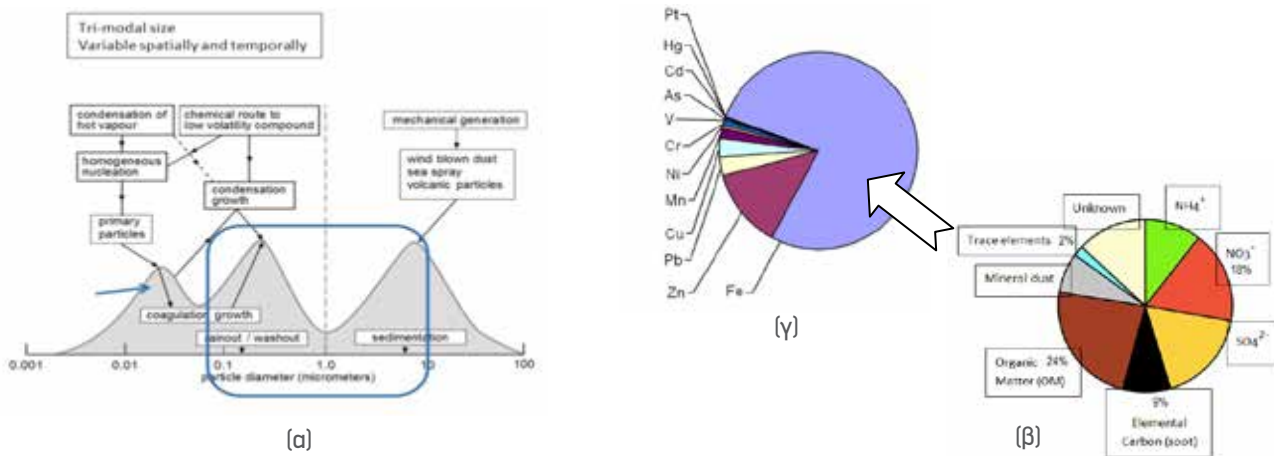 Tri-modal size
Variable spatially and temporally
condensation of
hot vapour
chemical route to
low volatility compound
mechanical generation
homogeneous
nucleation
wind blown dust
sea spray
volcanic particles
condensation
growth
primary
particles
coagulation growth
rainout / washout
sedimentation
0.001
0.01
0.1
1.0
10
100
particle diameter (micrometers)
(α)
Pt
Hg
Cd
As
V
Cr
Ni
Mn
Cu
Pb
Zn
Fe
(γ)
Unknown
NH4+
Trace elements 2%
NO3-
18%
Mineral dust
SO42-
Organic 24%
Matter (OM)
9%
Elemental
Carbon (soot)
(β)